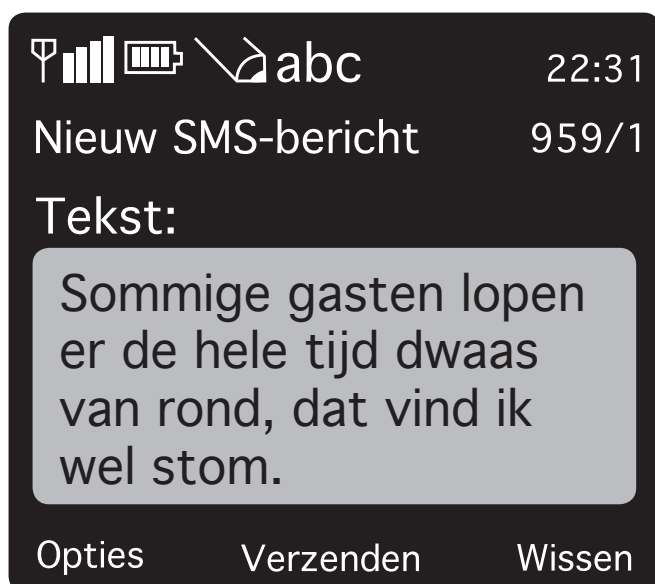 abc 22:31
Nieuw SMS-bericht 959/1
Tekst:
Sommige gasten lopen
er de hele tijd dwaas
van rond, dat vind ik
wel stom.
Opties Verzenden Wissen